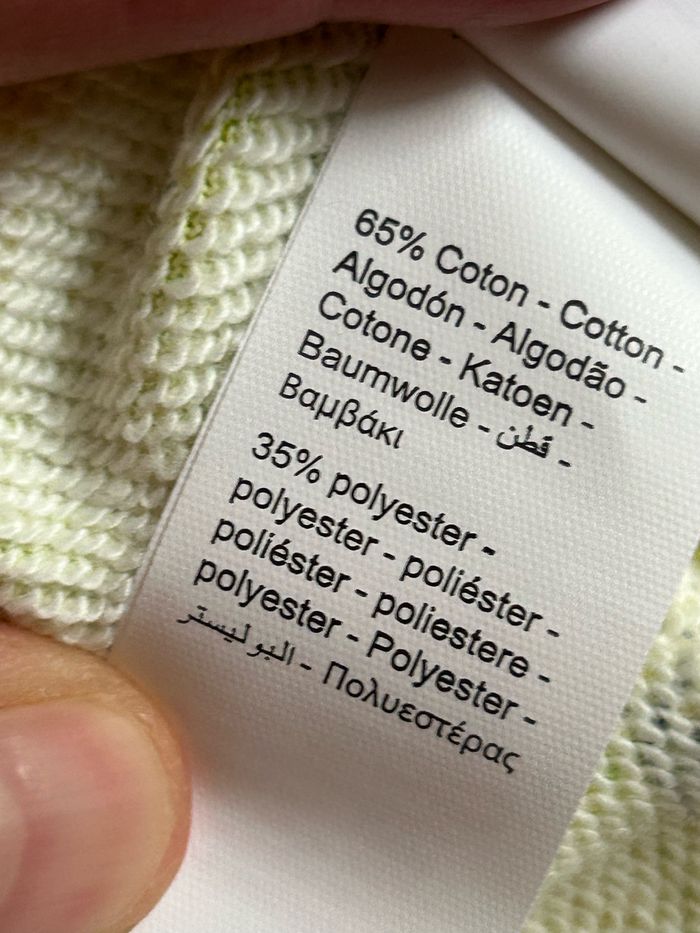 65% Coton - Cotton -
Algodón - Algodão -
Cotone - Katoen -
Baumwolle - قطن -
Βαμβάκι
35% polyester -
polyester - poliéster -
poliéster - poliestere -
polyester - Polyester -
البوليستر - Πολυεστέρας